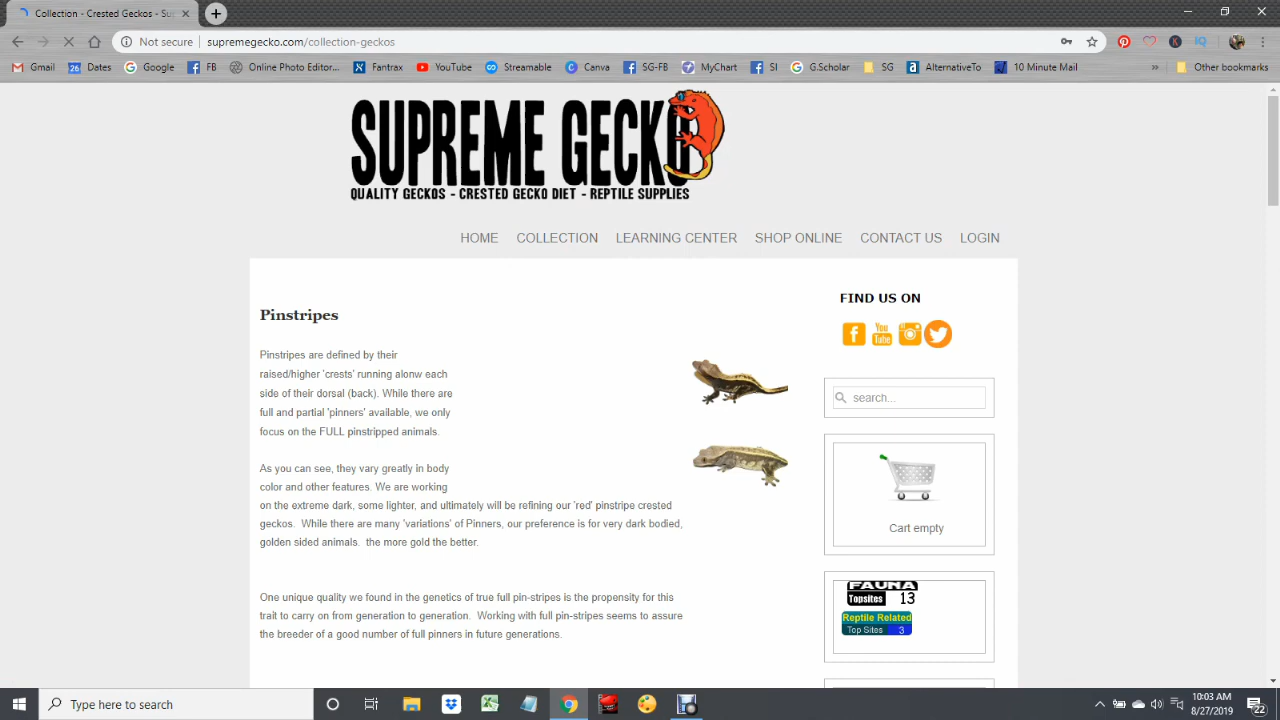 Collection - Crested Geckos - Su
Not secure | supremegecko.com/collection-geckos
Gmail 26 Dates Google FB Online Photo Editor... Fantrax YouTube Streamable Canva SG-FB MyChart SI G.Scholar SG AlternativeTo 10 Minute Mail » Other bookmarks
SUPREME GECKO
QUALITY GECKOS - CRESTED GECKO DIET - REPTILE SUPPLIES
HOME COLLECTION LEARNING CENTER SHOP ONLINE CONTACT US LOGIN
Pinstripes
Pinstripes are defined by their
raised/higher 'crests' running alonw each
side of their dorsal (back). While there are
full and partial 'pinners' available, we only
focus on the FULL pinstripped animals.
As you can see, they vary greatly in body
color and other features. We are working
on the extreme dark, some lighter, and ultimately will be refining our 'red' pinstripe crested
geckos. While there are many 'variations' of Pinners, our preference is for very dark bodied,
golden sided animals. the more gold the better.
One unique quality we found in the genetics of true full pin-stripes is the propensity for this
trait to carry on from generation to generation. Working with full pin-stripes seems to assure
the breeder of a good number of full pinners in future generations.
FIND US ON
You
Tube
search...
Cart empty
FAUNA
Topsites 13
Reptile Related
Top Sites 3
Type here to search
10:03 AM
8/27/2019
22